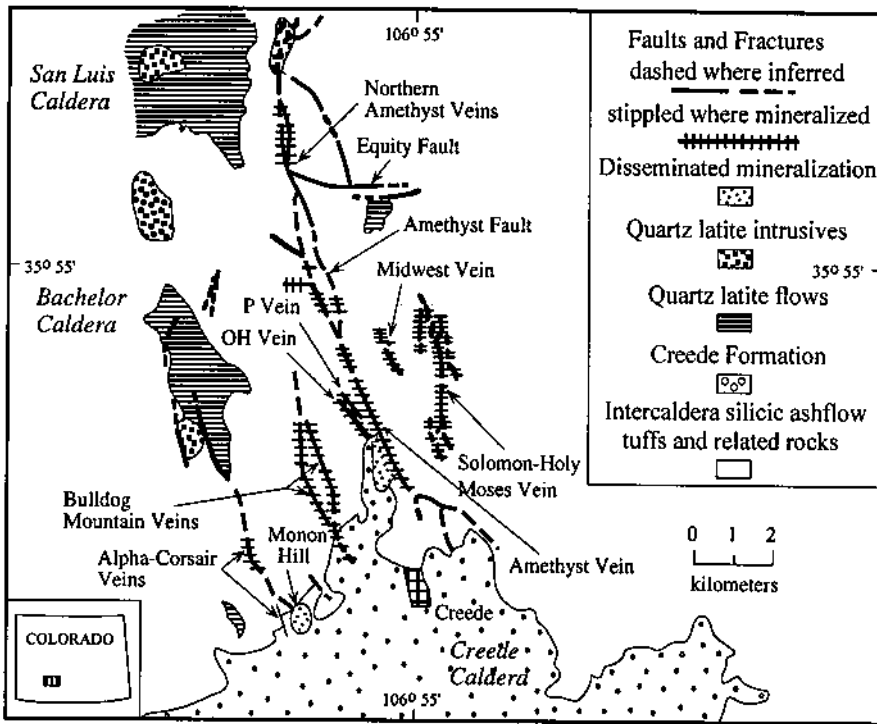 106° 55'
San Luis
Caldera
Northern
Amethyst Veins
Equity Fault
Amethyst Fault
35° 55'
Midwest Vein
Bachelor
Caldera
P Vein
OH Vein
Solomon-Holy
Moses Vein
Bulldog
Mountain Veins
Monon
Hill
Alpha-Corsair
Veins
Amethyst Vein
Creede
Creede
Caldera
COLORADO
106° 55'
Faults and Fractures
dashed where inferred
stippled where mineralized
Disseminated mineralization
Quartz latite intrusives
35° 55'
Quartz latite flows
Creede Formation
Intercaldera silicic ashflow
tuffs and related rocks
0 1 2
kilometers